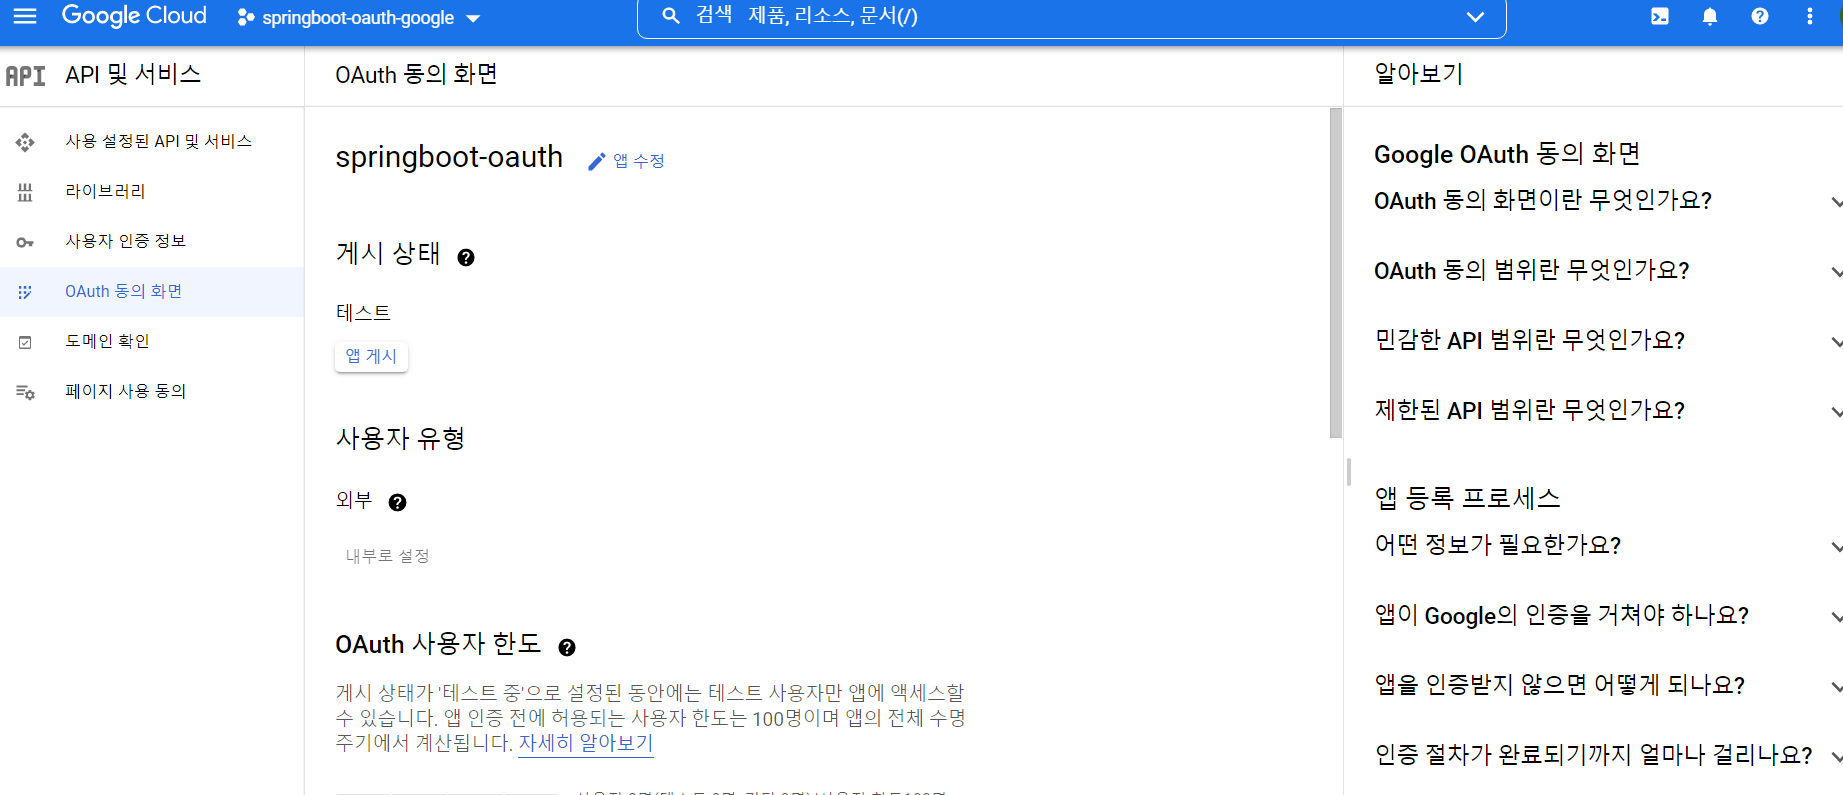 Google Cloud
springboot-oauth-google
검색 제품, 리소스, 문서(/)
API API 및 서비스
사용 설정된 API 및 서비스
라이브러리
사용자 인증 정보
OAuth 동의 화면
도메인 확인
페이지 사용 동의
OAuth 동의 화면
springboot-oauth
앱 수정
게시 상태
테스트
앱 게시
사용자 유형
외부
내부로 설정
OAuth 사용자 한도
게시 상태가 '테스트 중'으로 설정된 동안에는 테스트 사용자만 앱에 액세스할
수 있습니다. 앱 인증 전에 허용되는 사용자 한도는 100명이며 앱의 전체 수명
주기에서 계산됩니다. 자세히 알아보기
알아보기
Google OAuth 동의 화면
OAuth 동의 화면이란 무엇인가요?
OAuth 동의 범위란 무엇인가요?
민감한 API 범위란 무엇인가요?
제한된 API 범위란 무엇인가요?
앱 등록 프로세스
어떤 정보가 필요한가요?
앱이 Google의 인증을 거쳐야 하나요?
앱을 인증받지 않으면 어떻게 되나요?
인증 절차가 완료되기까지 얼마나 걸리나요?